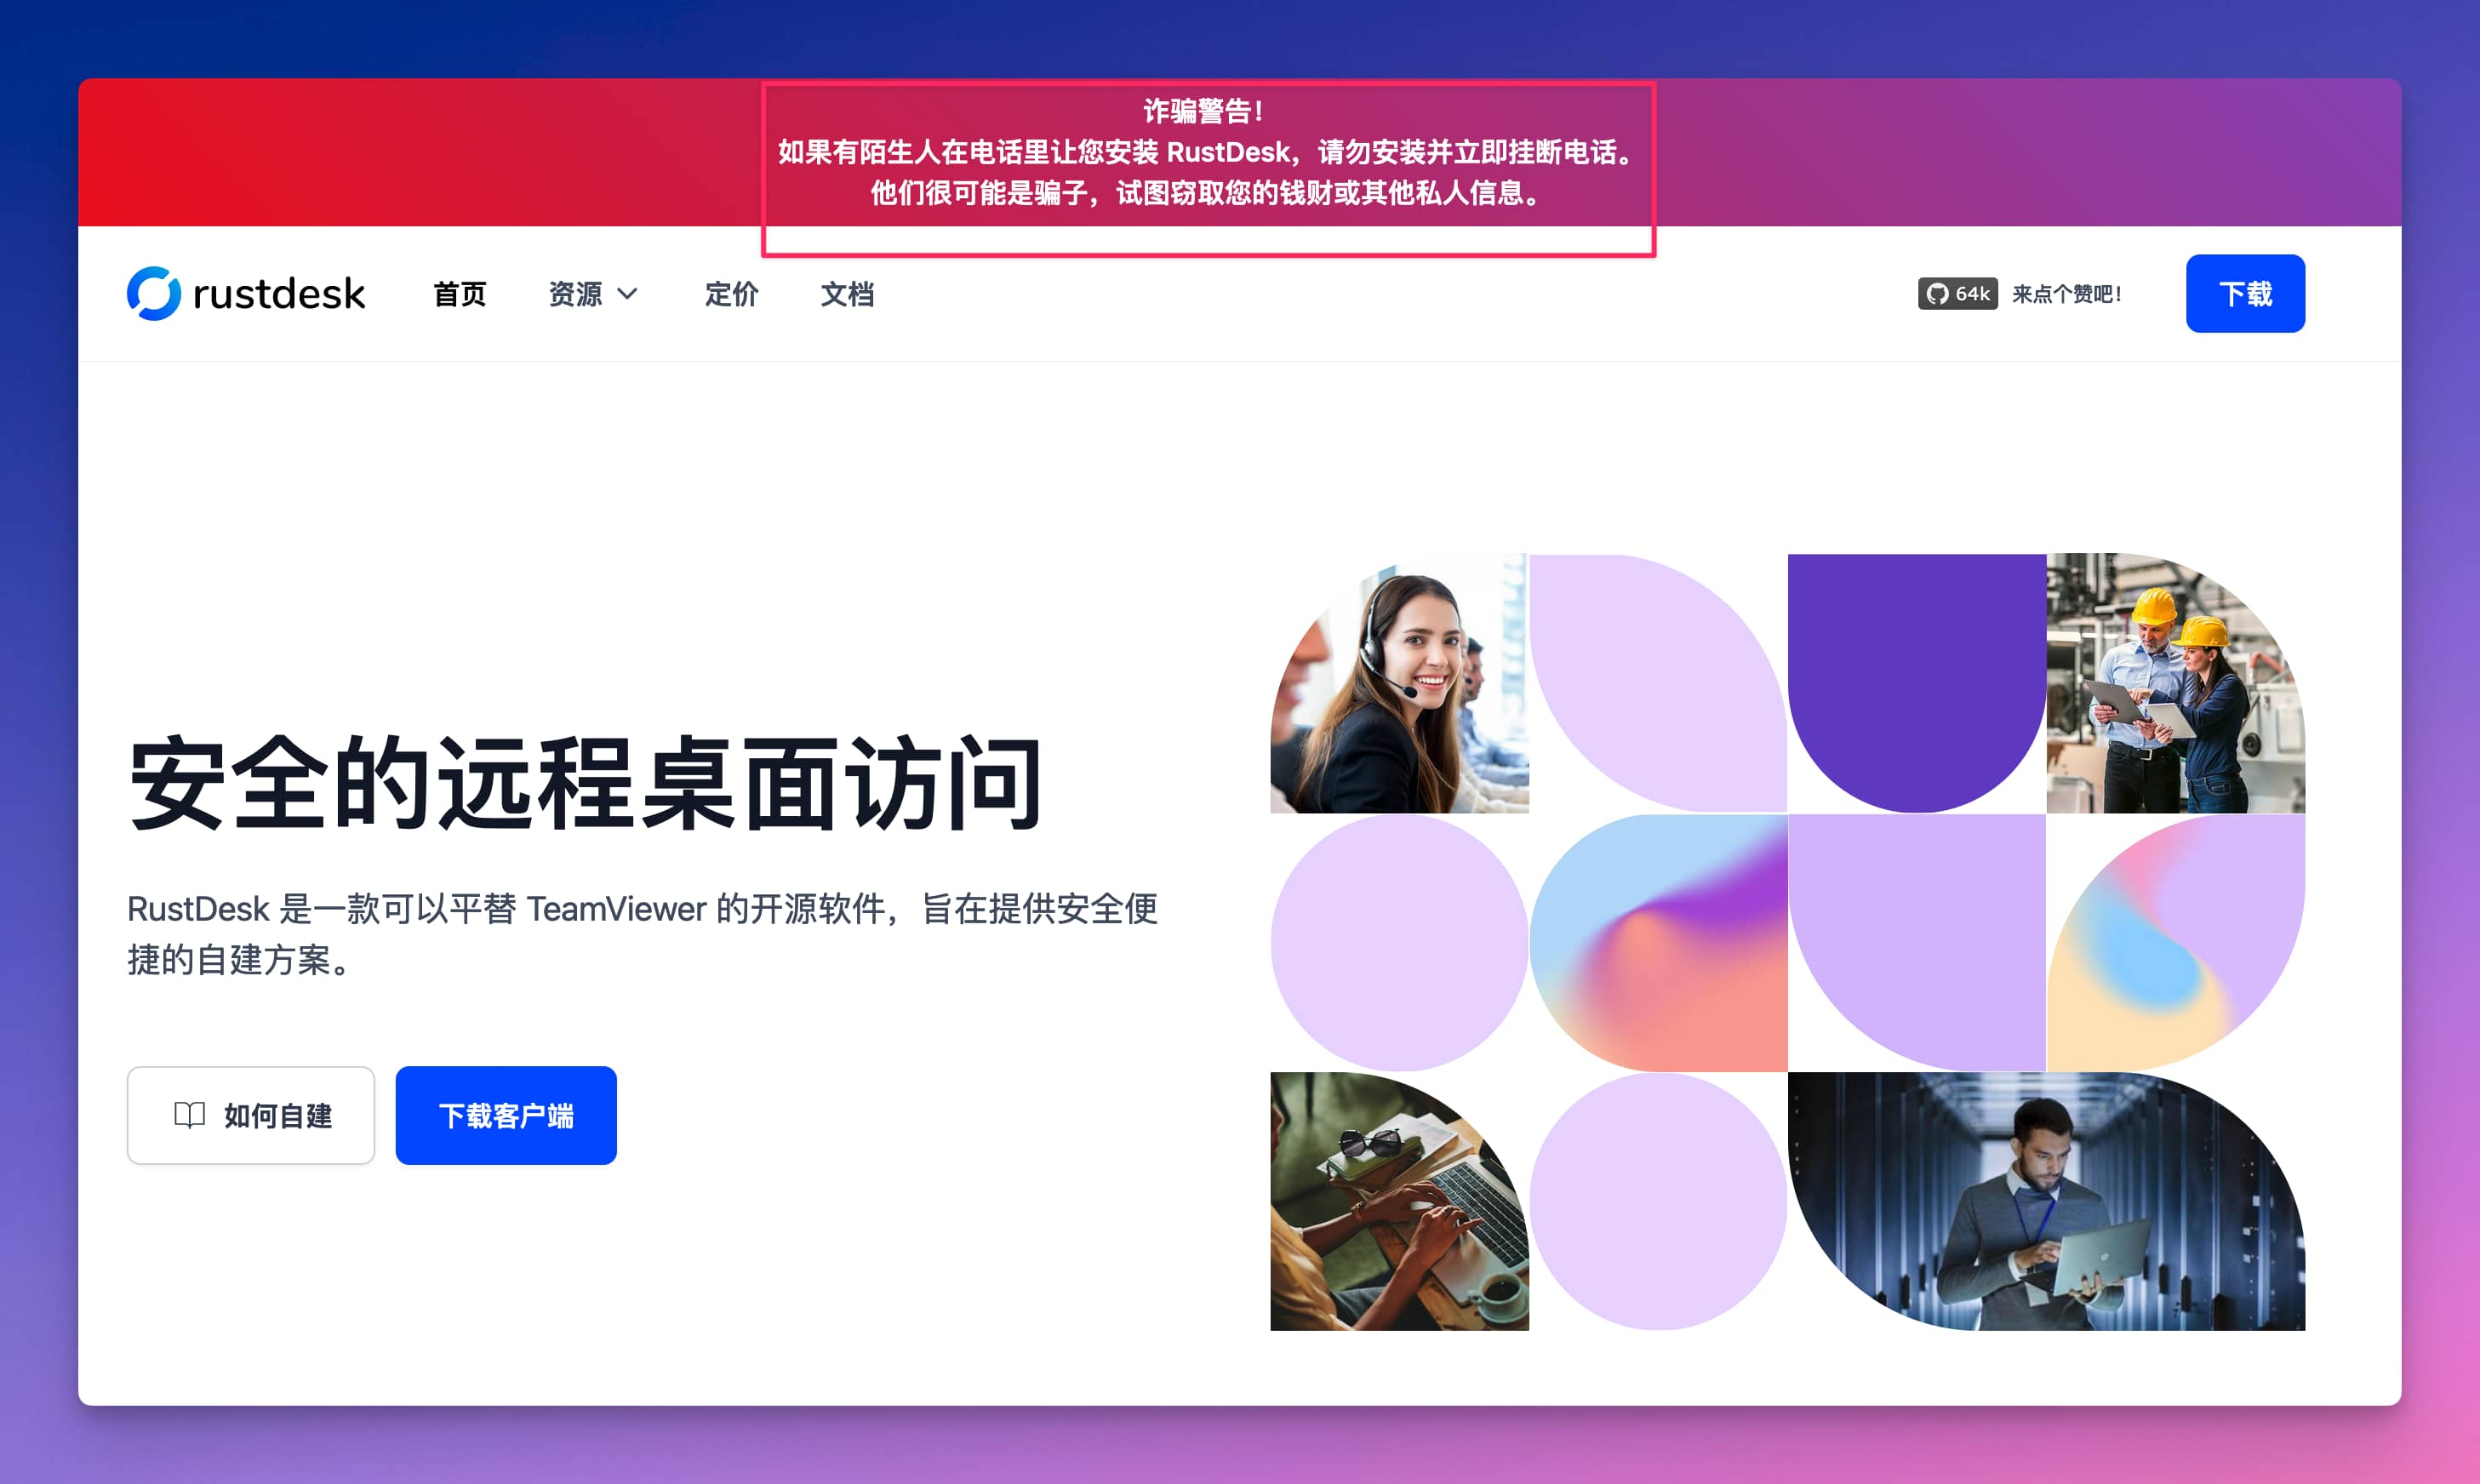 诈骗警告！
如果有陌生人在电话里让您安装 RustDesk，请勿安装并立即挂断电话。
他们很可能是骗子，试图窃取您的钱财或其他私人信息。
rustdesk
首页
资源
定价
文档
64k
来点个赞吧！
下载
安全的远程桌面访问
RustDesk 是一款可以平替 TeamViewer 的开源软件，旨在提供安全便
捷的自建方案。
如何自建
下载客户端